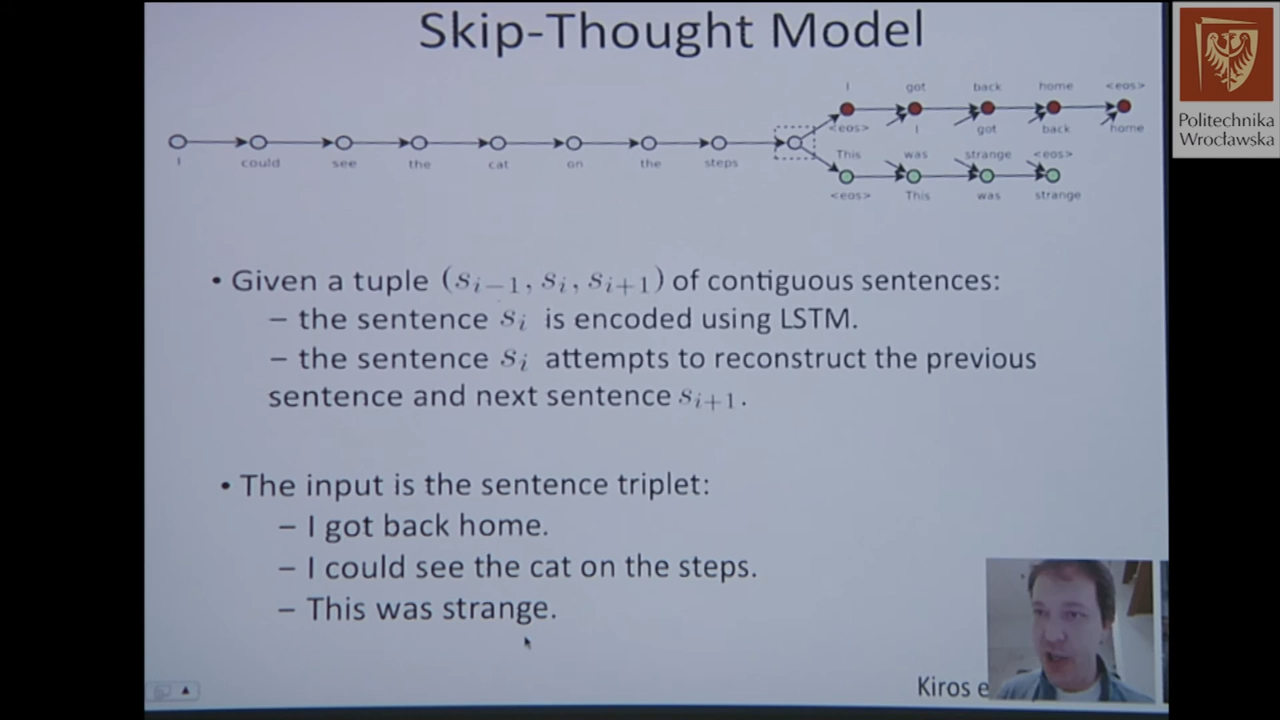 Skip-Thought Model
Politechnika
Wrocławska
I got back home <eos>
<eos> I got back home
I could see the cat on the steps
This was strange <eos>
<eos> This was strange
• Given a tuple (s_{i−1}, s_i, s_{i+1}) of contiguous sentences:
– the sentence s_i is encoded using LSTM.
– the sentence s_i attempts to reconstruct the previous
sentence and next sentence s_{i+1}.
• The input is the sentence triplet:
– I got back home.
– I could see the cat on the steps.
– This was strange.
Kiros e